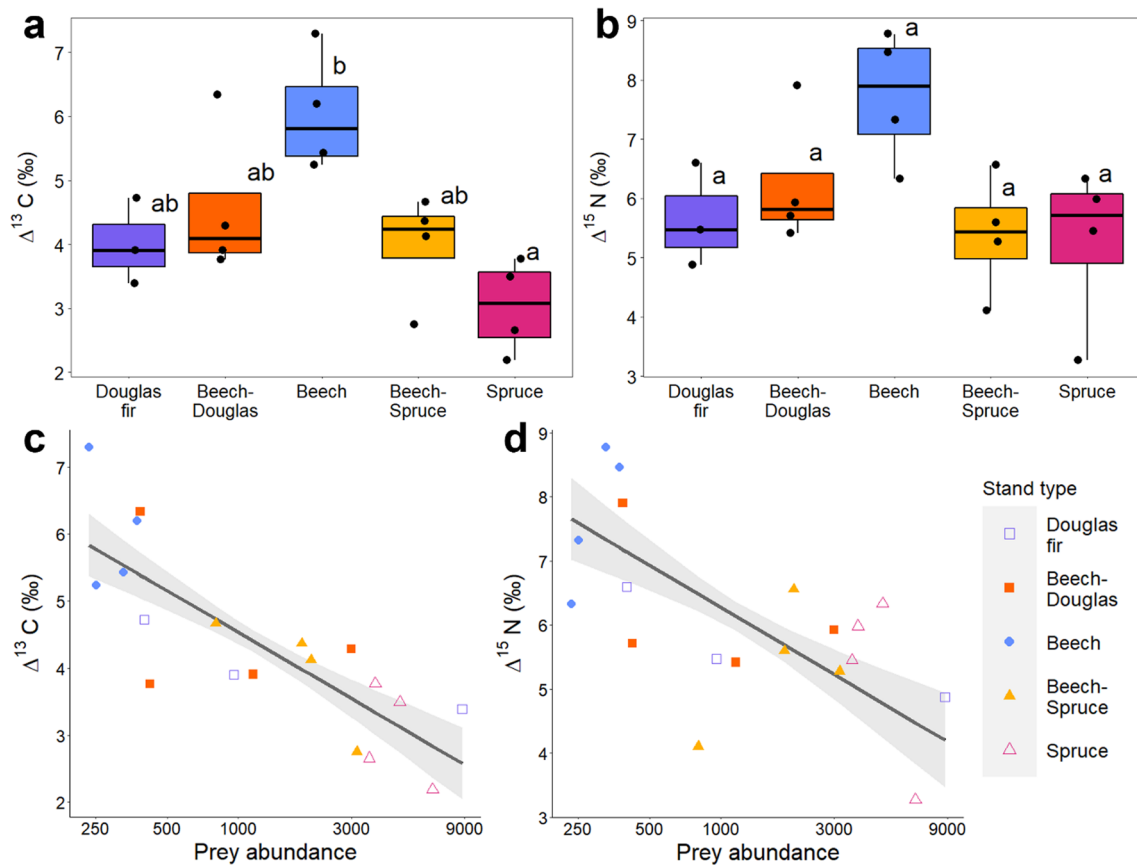 a
7
6
5
4
3
2
Δ13 C (‰)
ab
ab
b
ab
a
Douglas
fir
Beech-
Douglas
Beech
Beech-
Spruce
Spruce
b
9
8
7
6
5
4
3
Δ15 N (‰)
a
a
a
a
a
Douglas
fir
Beech-
Douglas
Beech
Beech-
Spruce
Spruce
c
7
6
5
4
3
2
Δ13 C (‰)
250 500 1000 3000 9000
Prey abundance
d
9
8
7
6
5
4
3
Δ15 N (‰)
250 500 1000 3000 9000
Prey abundance
Stand type
Douglas
fir
Beech-
Douglas
Beech
Beech-
Spruce
Spruce